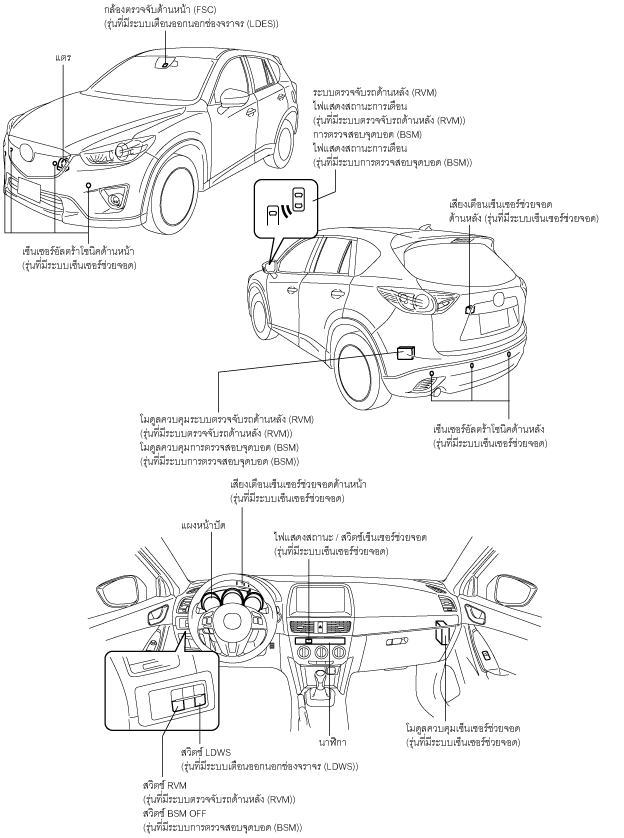 กล้องตรวจจับด้านหน้า (FSC)
(รุ่นที่มีระบบเตือนออกนอกช่องจราจร (LDES))
แตร
ระบบตรวจจับรถด้านหลัง (RVM)
ไฟแสดงสถานะการเตือน
(รุ่นที่มีระบบตรวจจับรถด้านหลัง (RVM))
การตรวจสอบจุดบอด (BSM)
ไฟแสดงสถานะการเตือน
(รุ่นที่มีระบบการตรวจสอบจุดบอด (BSM))
เสียงเตือนเซ็นเซอร์ช่วยจอด
ด้านหลัง (รุ่นที่มีระบบเซ็นเซอร์ช่วยจอด)
เซ็นเซอร์อัลตร้าโซนิคด้านหน้า
(รุ่นที่มีระบบเซ็นเซอร์ช่วยจอด)
โมดูลควบคุมระบบตรวจจับรถด้านหลัง (RVM)
(รุ่นที่มีระบบตรวจจับรถด้านหลัง (RVM))
โมดูลควบคุมการตรวจสอบจุดบอด (BSM)
(รุ่นที่มีระบบการตรวจสอบจุดบอด (BSM))
เซ็นเซอร์อัลตร้าโซนิคด้านหลัง
(รุ่นที่มีระบบเซ็นเซอร์ช่วยจอด)
เสียงเตือนเซ็นเซอร์ช่วยจอดด้านหน้า
(รุ่นที่มีระบบเซ็นเซอร์ช่วยจอด)
แผงหน้าปัด
ไฟแสดงสถานะ / สวิตช์เซ็นเซอร์ช่วยจอด
(รุ่นที่มีระบบเซ็นเซอร์ช่วยจอด)
โมดูลควบคุมเซ็นเซอร์ช่วยจอด
(รุ่นที่มีระบบเซ็นเซอร์ช่วยจอด)
นาฬิกา
สวิตช์ LDWS
(รุ่นที่มีระบบเตือนออกนอกช่องจราจร (LDWS))
สวิตช์ RVM
(รุ่นที่มีระบบตรวจจับรถด้านหลัง (RVM))
สวิตช์ BSM OFF
(รุ่นที่มีระบบการตรวจสอบจุดบอด (BSM))